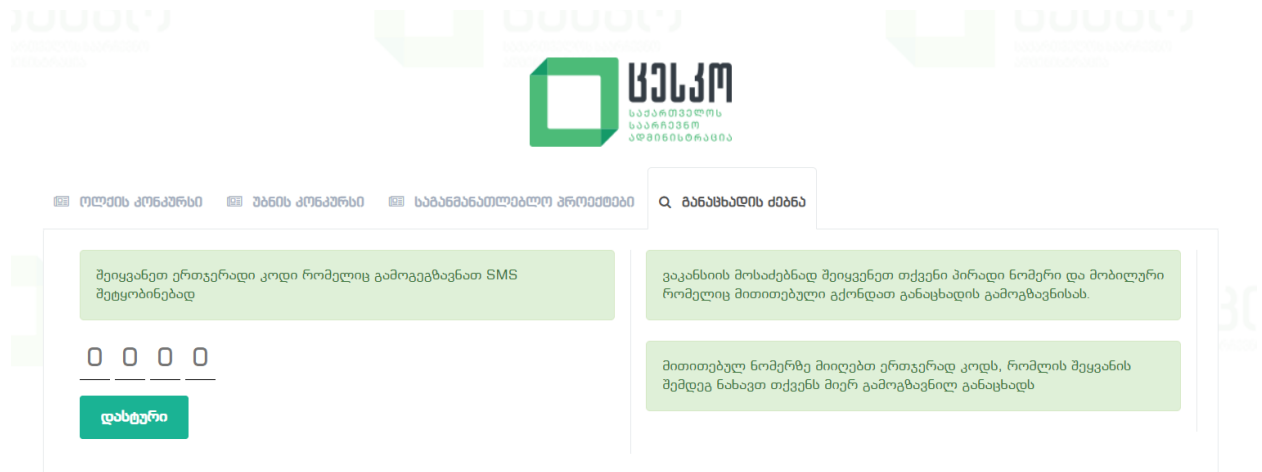 ცესკო
საქართველოს
საარჩევნო
ადმინისტრაცია
ოლქის კონკურსი
უბნის კონკურსი
საგანმანათლებლო პროექტები
განაცხადის ძებნა
შეიყვანეთ ერთჯერადი კოდი რომელიც გამოგეგზავნათ SMS
შეტყობინებად
0 0 0 0
დასტური
ვაკანსიის მოსაძებნად შეიყვენეთ თქვენი პირადი ნომერი და მობილური
რომელიც მითითებული გქონდათ განაცხადის გამოგზავნისას.
მითითებულ ნომერზე მიიღებთ ერთჯერად კოდს, რომლის შეყვანის
შემდეგ ნახავთ თქვენს მიერ გამოგზავნილ განაცხადს